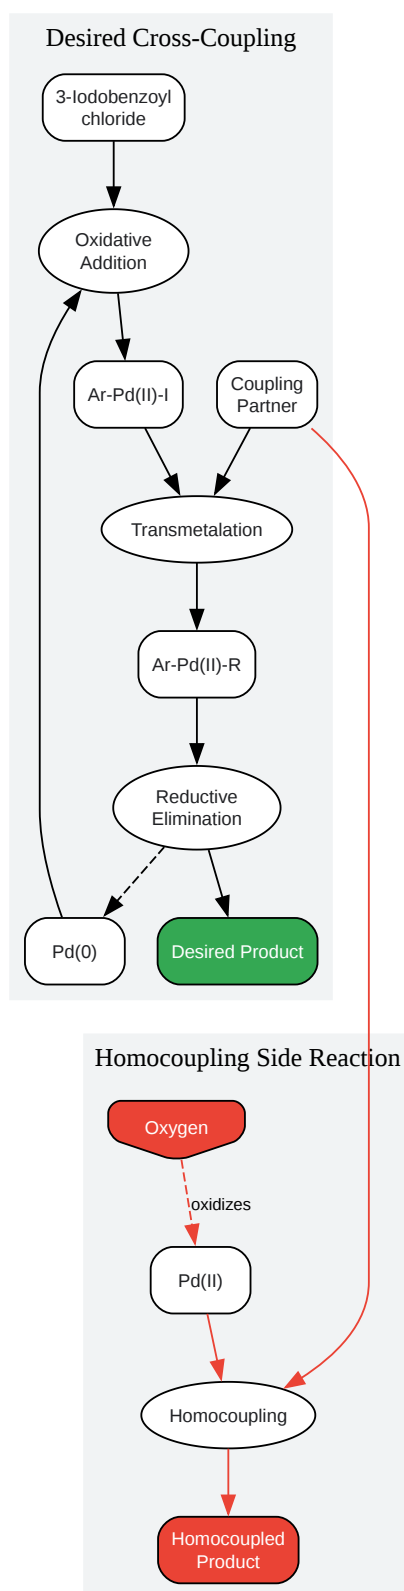 Desired Cross-Coupling
3-Iodobenzoyl
chloride
Oxidative
Addition
Ar-Pd(II)-I
Coupling
Partner
Transmetalation
Ar-Pd(II)-R
Reductive
Elimination
Pd(0)
Desired Product
Homocoupling Side Reaction
Oxygen
oxidizes
Pd(II)
Homocoupling
Homocoupled
Product